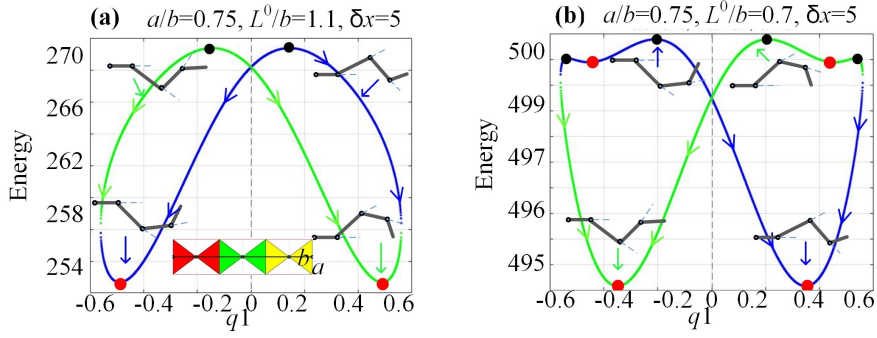 (a) a/b=0.75, L⁰/b=1.1, δx=5
270
266
262
258
254
Energy
b
a
-0.6 -0.4 -0.2 0 0.2 0.4 0.6
q1
(b) a/b=0.75, L⁰/b=0.7, δx=5
500
499
497
496
495
Energy
-0.6 -0.4 -0.2 0 0.2 0.4 0.6
q1